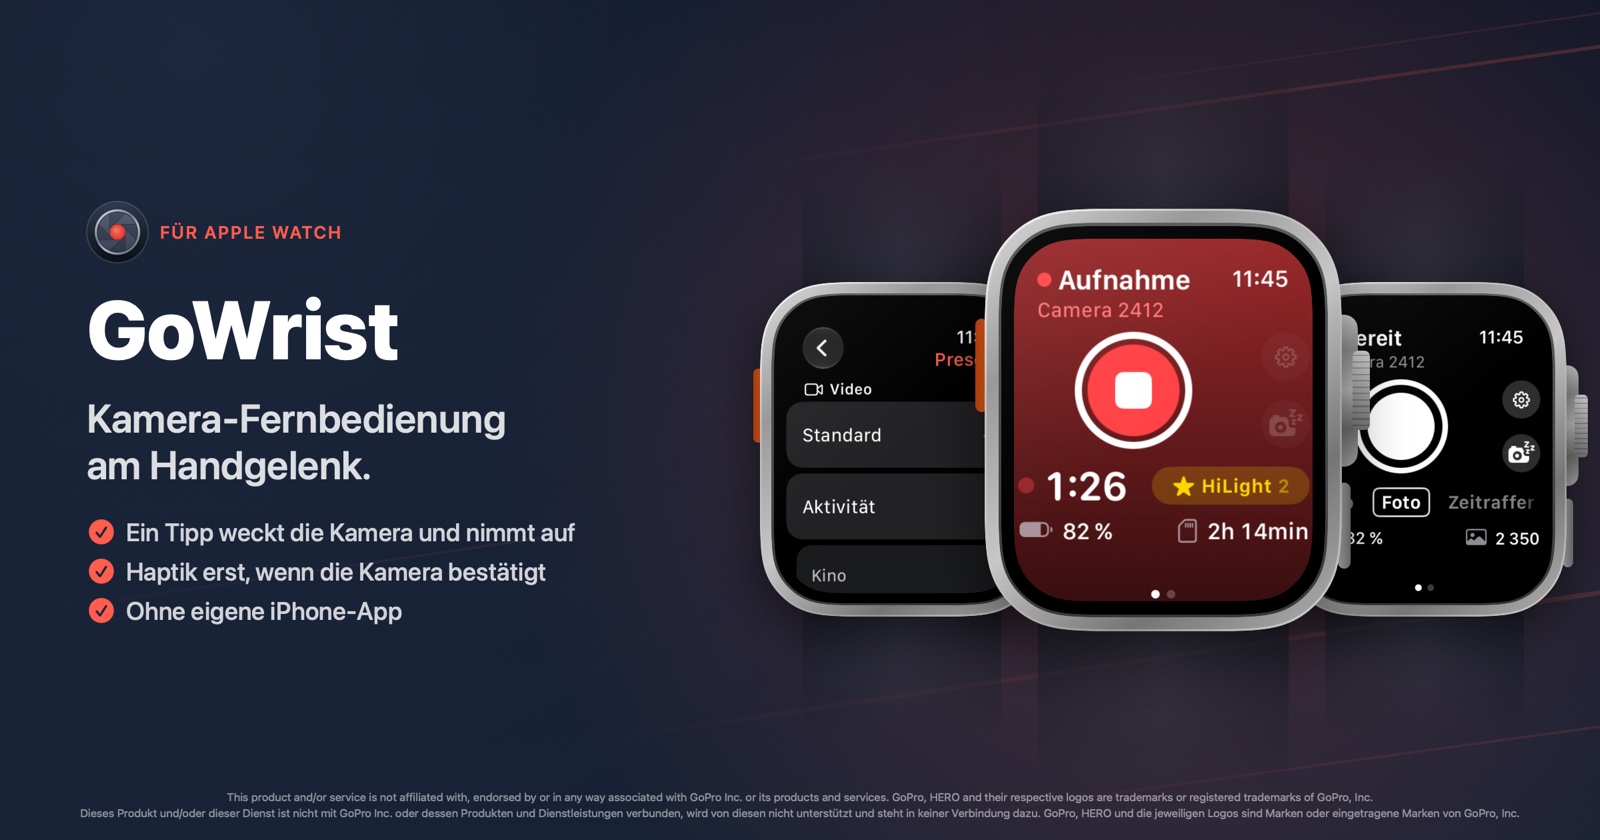 FÜR APPLE WATCH
GoWrist
Kamera-Fernbedienung
am Handgelenk.
Ein Tipp weckt die Kamera und nimmt auf
Haptik erst, wenn die Kamera bestätigt
Ohne eigene iPhone-App
11:
Pres
Video
Standard
Aktivität
Kino
Aufnahme 11:45
Camera 2412
1:26 HiLight 2
82 % 2h 14min
ereit 11:45
ra 2412
Foto Zeitraffer
32 % 2 350
This product and/or service is not affiliated with, endorsed by or in any way associated with GoPro Inc. or its products and services. GoPro, HERO and their respective logos are trademarks or registered trademarks of GoPro, Inc.
Dieses Produkt und/oder dieser Dienst ist nicht mit GoPro Inc. oder dessen Produkten und Dienstleistungen verbunden, wird von diesen nicht unterstützt und steht in keiner Verbindung dazu. GoPro, HERO und die jeweiligen Logos sind Marken oder eingetragene Marken von GoPro, Inc.